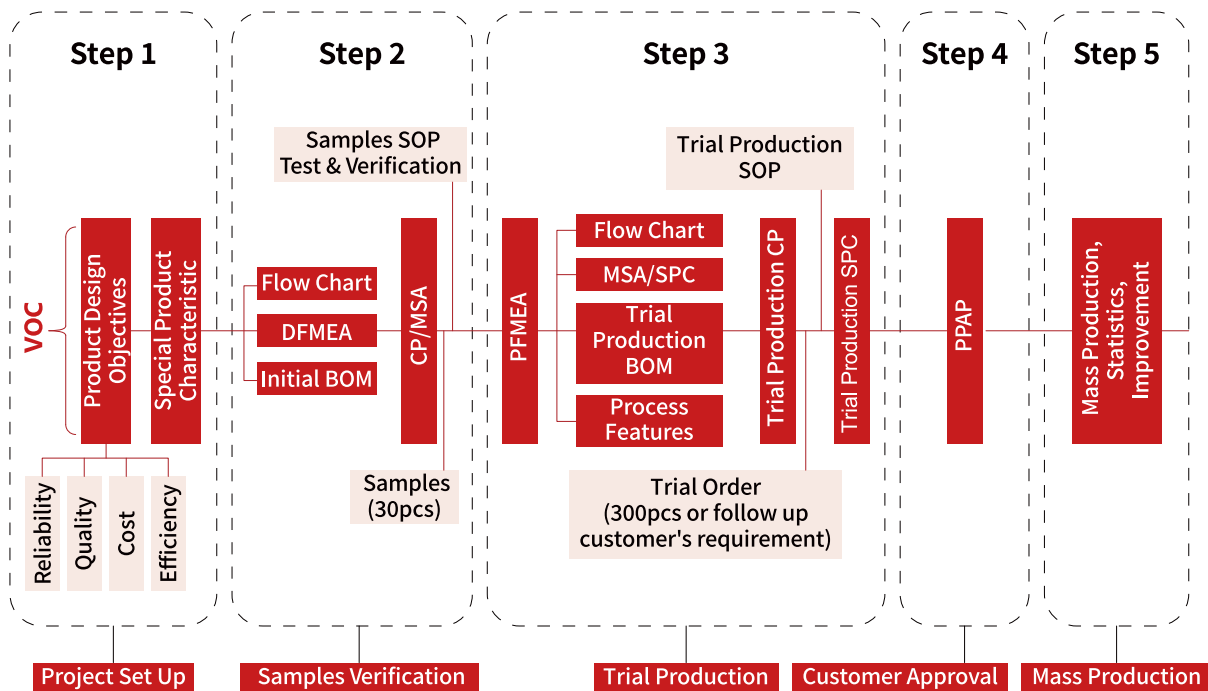 Step 1
VOC
Product Design
Objectives
Special Product
Characteristic
Reliability
Quality
Cost
Efficiency
Project Set Up
Step 2
Samples SOP
Test & Verification
Flow Chart
DFMEA
Initial BOM
CP/MSA
Samples
(30pcs)
Samples Verification
Step 3
Trial Production
SOP
PFMEA
Flow Chart
MSA/SPC
Trial
Production
BOM
Process
Features
Trial Production CP
Trial Production SPC
Trial Order
(300pcs or follow up
customer's requirement)
Trial Production
Step 4
PPAP
Customer Approval
Step 5
Mass Production,
Statistics,
Improvement
Mass Production